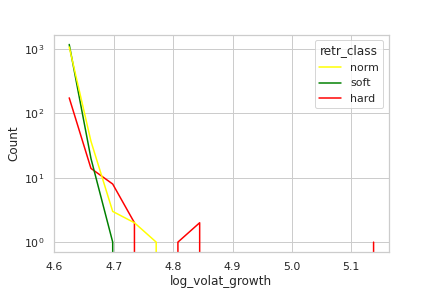 retr_class
norm
soft
hard
Count
10³
10²
10¹
10⁰
4.6 4.7 4.8 4.9 5.0 5.1
log_volat_growth